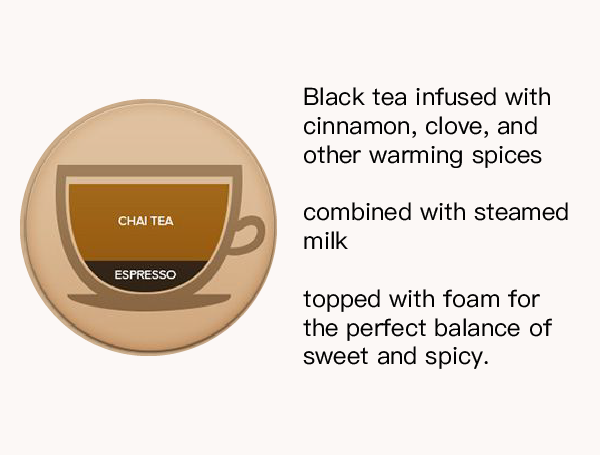 CHAI TEA
ESPRESSO
Black tea infused with
cinnamon, clove, and
other warming spices
combined with steamed
milk
topped with foam for
the perfect balance of
sweet and spicy.